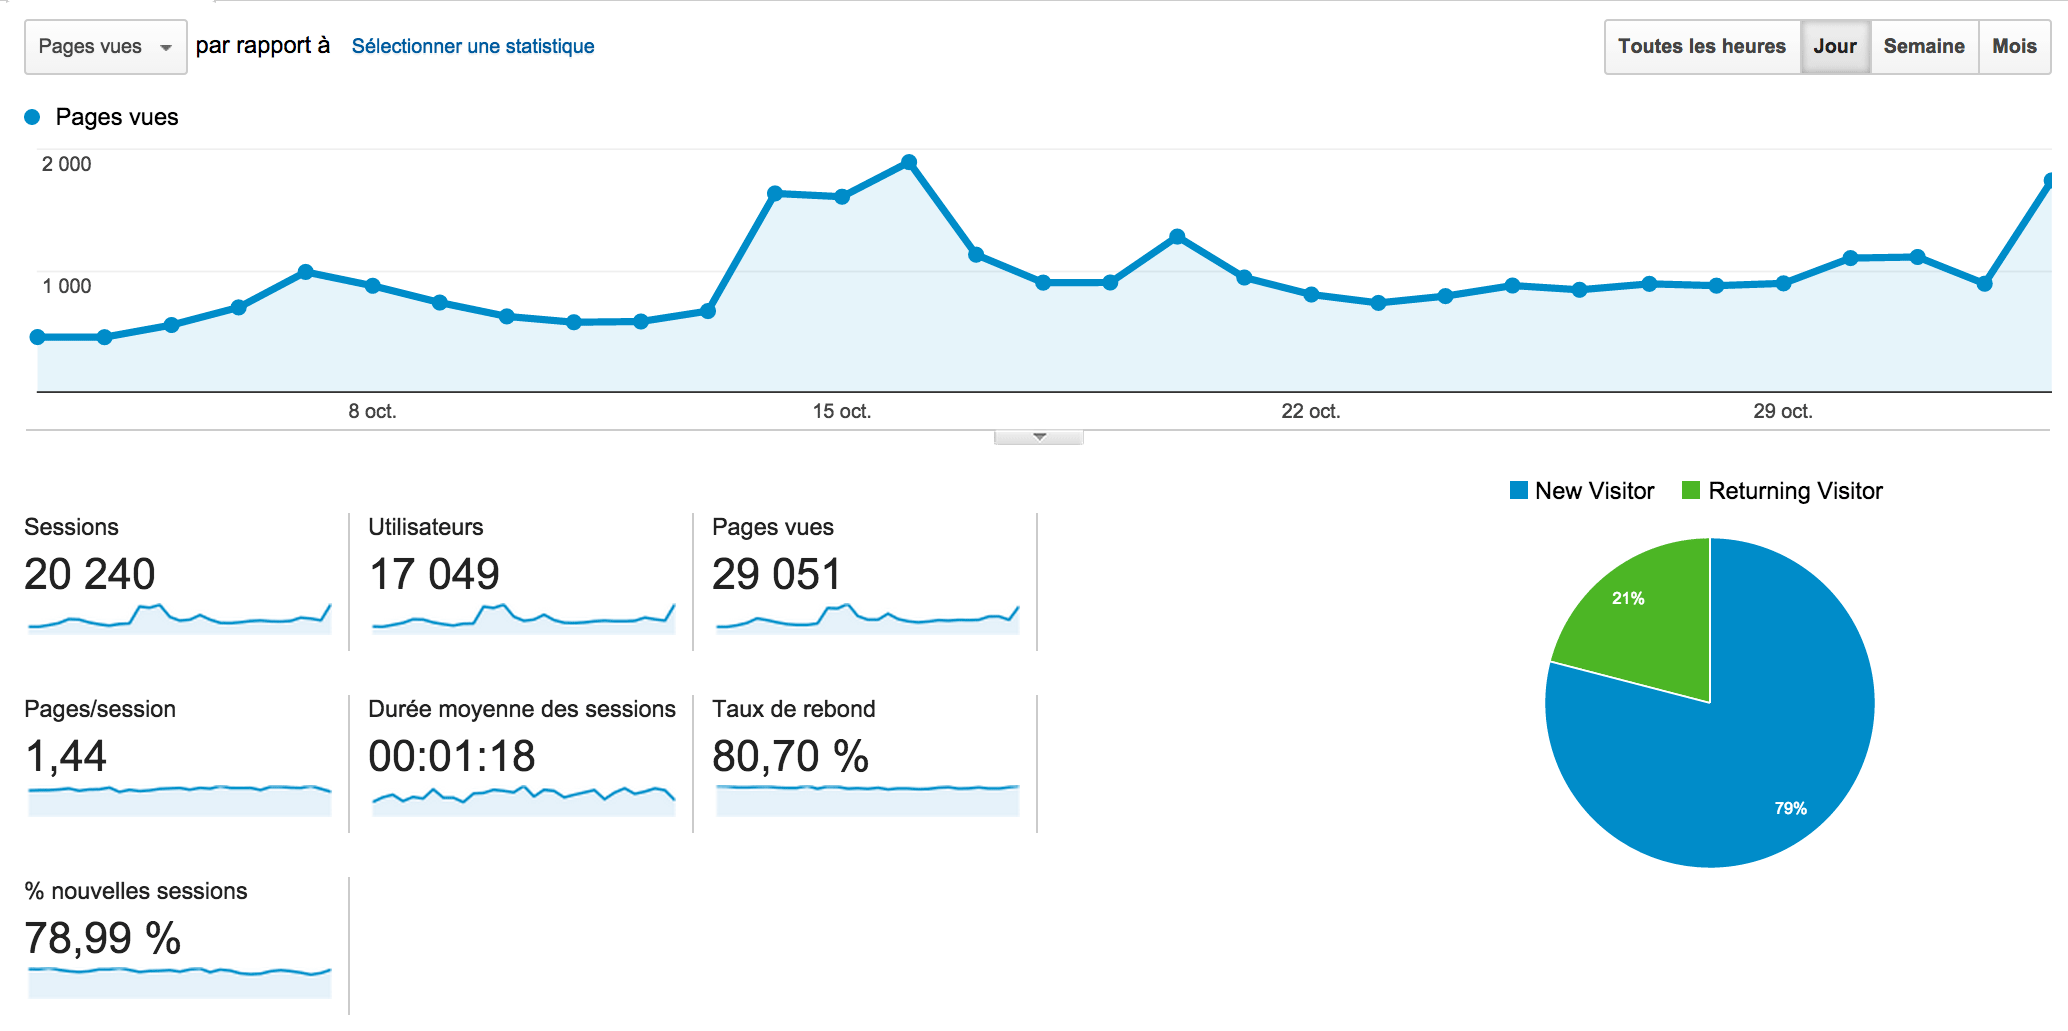 Pages vues par rapport à Sélectionner une statistique Toutes les heures Jour Semaine Mois
Pages vues
2 000
1 000
8 oct. 15 oct. 22 oct. 29 oct.
New Visitor Returning Visitor
Sessions Utilisateurs Pages vues
20 240 17 049 29 051
21%
Pages/session Durée moyenne des sessions Taux de rebond
1,44 00:01:18 80,70 %
79%
% nouvelles sessions
78,99 %